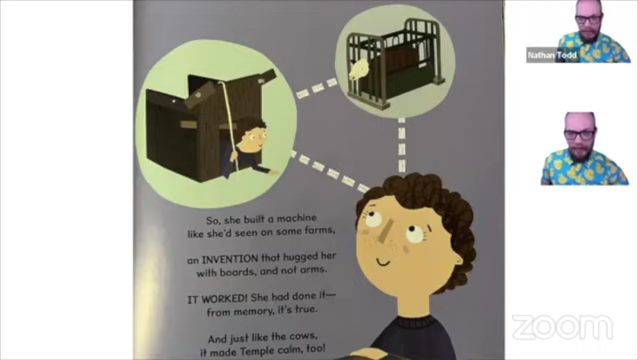 Nathan Todd
So, she built a machine
like she'd seen on some farms,
an INVENTION that hugged her
with boards, and not arms.
IT WORKED! She had done it—
from memory, it's true.
And just like the cows,
it made Temple calm, too!
zoom